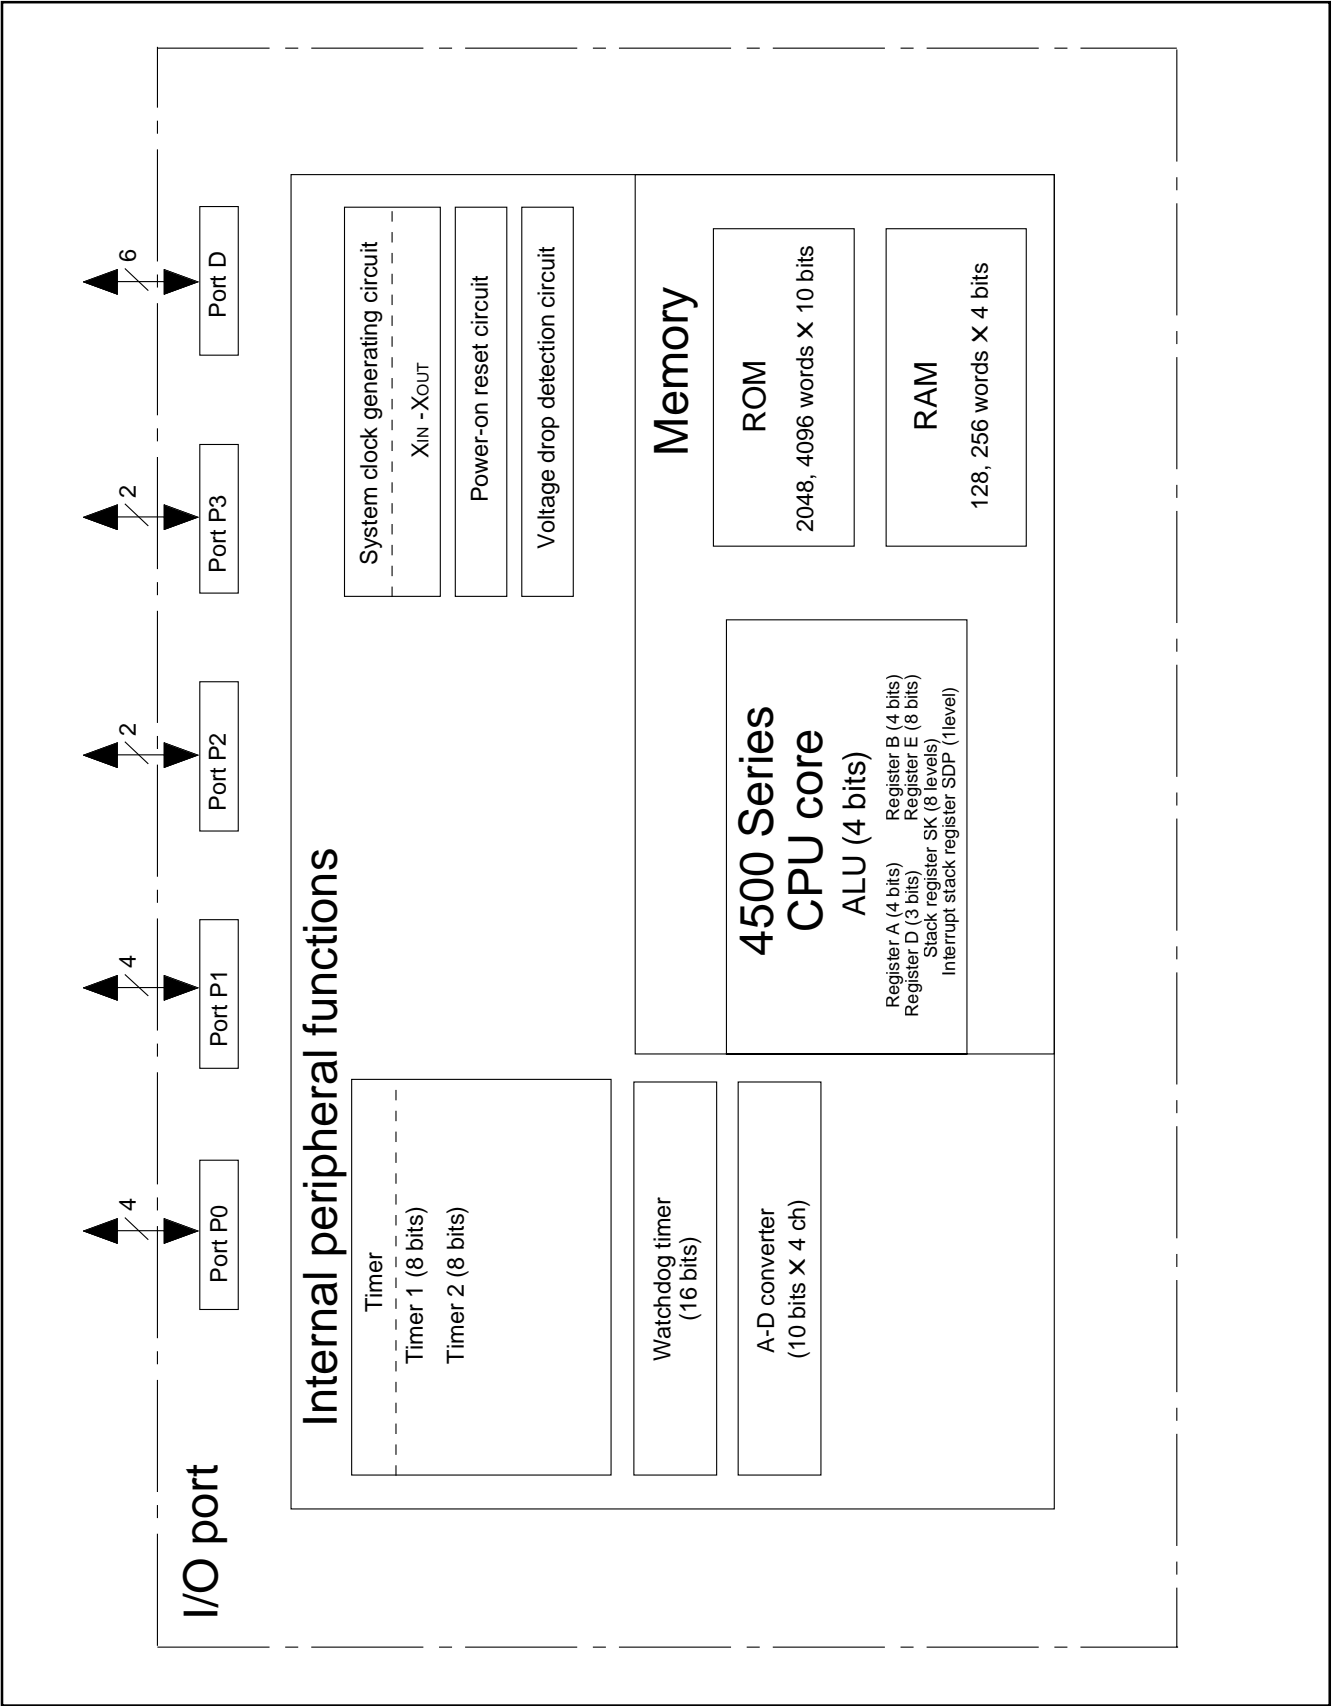 4
4
2
2
6
Port P0
Port P1
Port P2
Port P3
Port D
I/O port
Internal peripheral functions
Timer
Timer 1 (8 bits)
Timer 2 (8 bits)
Watchdog timer
(16 bits)
A-D converter
(10 bits ✕ 4 ch)
System clock generating circuit
XIN -XOUT
Power-on reset circuit
Voltage drop detection circuit
4500 Series
CPU core
ALU (4 bits)
Register A (4 bits) Register B (4 bits)
Register D (3 bits) Register E (8 bits)
Stack register SK (8 levels)
Interrupt stack register SDP (1level)
Memory
ROM
2048, 4096 words ✕ 10 bits
RAM
128, 256 words ✕ 4 bits